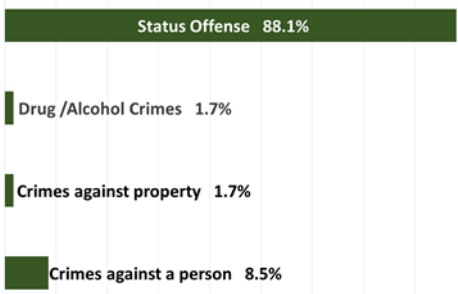 Status Offense 88.1%
Drug /Alcohol Crimes 1.7%
Crimes against property 1.7%
Crimes against a person 8.5%